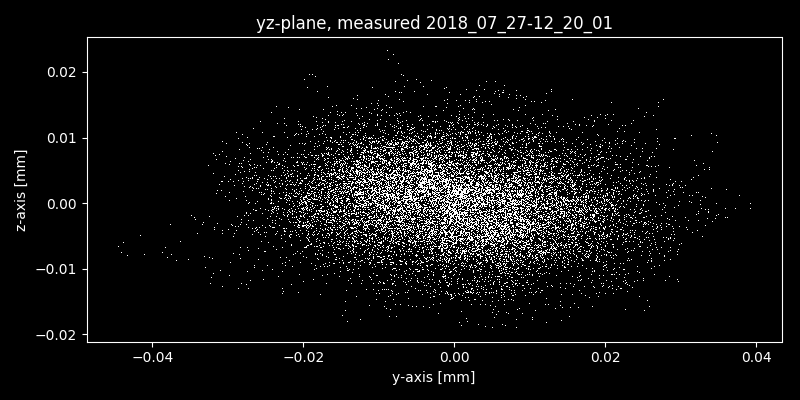 yz-plane, measured 2018_07_27-12_20_01
z-axis [mm]
0.02
0.01
0.00
−0.01
−0.02
−0.04 −0.02 0.00 0.02 0.04
y-axis [mm]